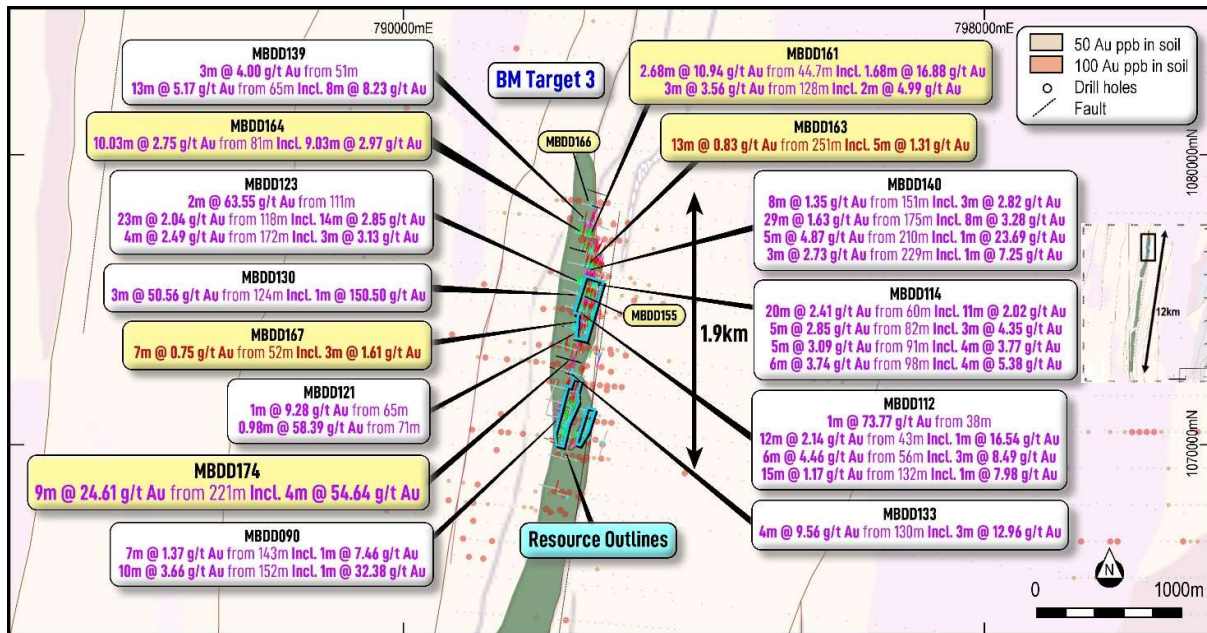 790000mE
798000mE
MBDD139
3m @ 4.00 g/t Au from 51m
13m @ 5.17 g/t Au from 65m Incl. 8m @ 8.23 g/t Au
BM Target 3
MBDD161
2.68m @ 10.94 g/t Au from 44.7m Incl. 1.68m @ 16.88 g/t Au
3m @ 3.56 g/t Au from 128m Incl. 2m @ 4.99 g/t Au
50 Au ppb in soil
100 Au ppb in soil
Drill holes
Fault
MBDD164
10.03m @ 2.75 g/t Au from 81m Incl. 9.03m @ 2.97 g/t Au
MBDD166
MBDD163
13m @ 0.83 g/t Au from 251m Incl. 5m @ 1.31 g/t Au
1080000mN
MBDD123
2m @ 63.55 g/t Au from 111m
23m @ 2.04 g/t Au from 118m Incl. 14m @ 2.85 g/t Au
4m @ 2.49 g/t Au from 172m Incl. 3m @ 3.13 g/t Au
MBDD140
8m @ 1.35 g/t Au from 151m Incl. 3m @ 2.82 g/t Au
29m @ 1.63 g/t Au from 175m Incl. 8m @ 3.28 g/t Au
5m @ 4.87 g/t Au from 210m Incl. 1m @ 23.69 g/t Au
3m @ 2.73 g/t Au from 229m Incl. 1m @ 7.25 g/t Au
MBDD130
3m @ 50.56 g/t Au from 124m Incl. 1m @ 150.50 g/t Au
MBDD155
1.9km
MBDD114
20m @ 2.41 g/t Au from 60m Incl. 11m @ 2.02 g/t Au
5m @ 2.85 g/t Au from 82m Incl. 3m @ 4.35 g/t Au
5m @ 3.09 g/t Au from 91m Incl. 4m @ 3.77 g/t Au
6m @ 3.74 g/t Au from 98m Incl. 4m @ 5.38 g/t Au
12km
MBDD167
7m @ 0.75 g/t Au from 52m Incl. 3m @ 1.61 g/t Au
MBDD121
1m @ 9.28 g/t Au from 65m
0.98m @ 58.39 g/t Au from 71m
MBDD112
1m @ 73.77 g/t Au from 38m
12m @ 2.14 g/t Au from 43m Incl. 1m @ 16.54 g/t Au
6m @ 4.46 g/t Au from 56m Incl. 3m @ 8.49 g/t Au
15m @ 1.17 g/t Au from 132m Incl. 1m @ 7.98 g/t Au
1070000mN
MBDD174
9m @ 24.61 g/t Au from 221m Incl. 4m @ 54.64 g/t Au
MBDD133
4m @ 9.56 g/t Au from 130m Incl. 3m @ 12.96 g/t Au
MBDD090
7m @ 1.37 g/t Au from 143m Incl. 1m @ 7.46 g/t Au
10m @ 3.66 g/t Au from 152m Incl. 1m @ 32.38 g/t Au
Resource Outlines
N
0 1000m